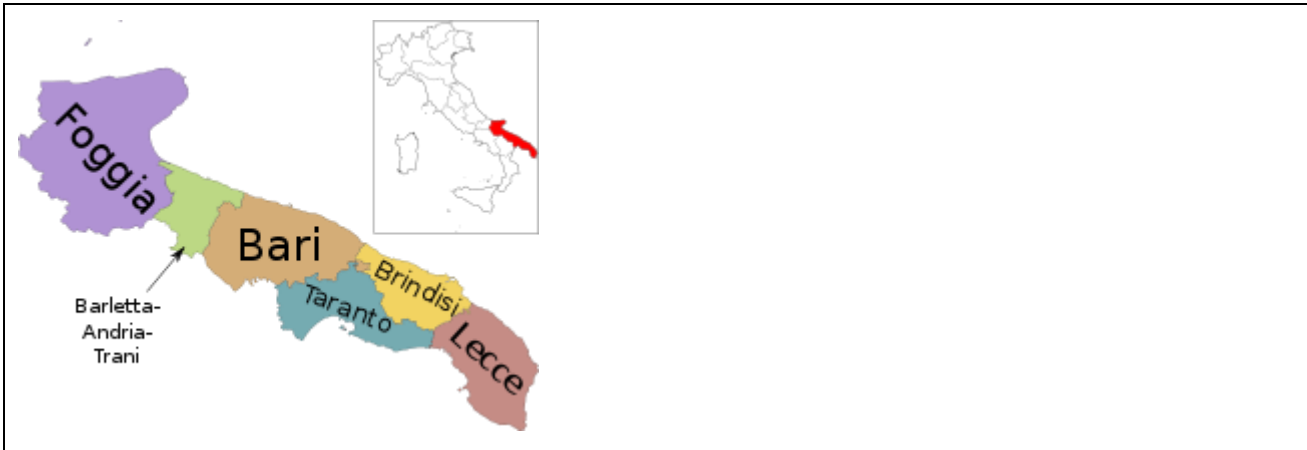 Foggia
Bari
Brindisi
Taranto
Lecce
Barletta-
Andria-
Trani